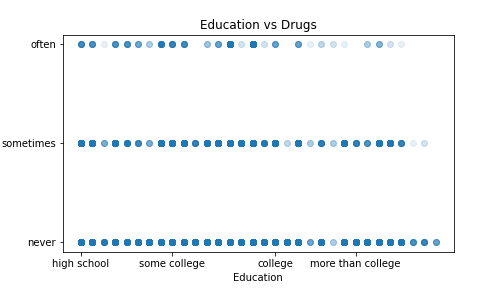 Education vs Drugs
often
sometimes
never
high school some college college more than college
Education